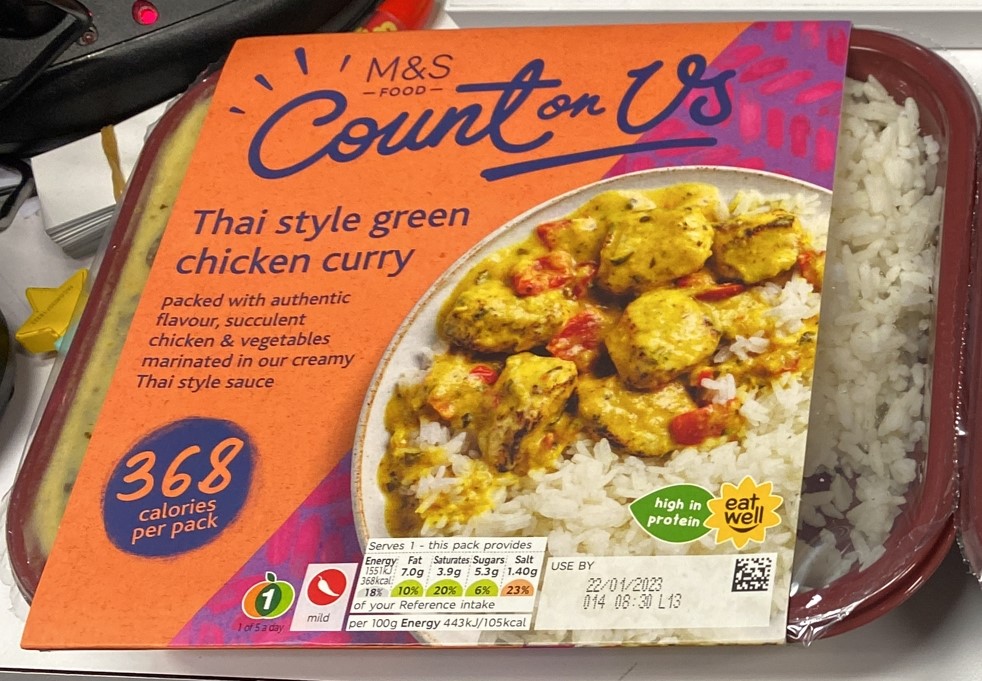 M&S
FOOD
Count on Us
Thai style green
chicken curry
packed with authentic
flavour, succulent
chicken & vegetables
marinated in our creamy
Thai style sauce
368
calories
per pack
high in
protein
eat
well
Serves 1 - this pack provides
Energy Fat Saturates Sugars Salt
1551kJ 7.0g 3.9g 5.3g 1.40g
368kcal
18% 10% 20% 6% 23%
of your Reference intake
per 100g Energy 443kJ/105kcal
USE BY
22/01/2023
014 08:30 L13
1
1 of 5 a day
mild